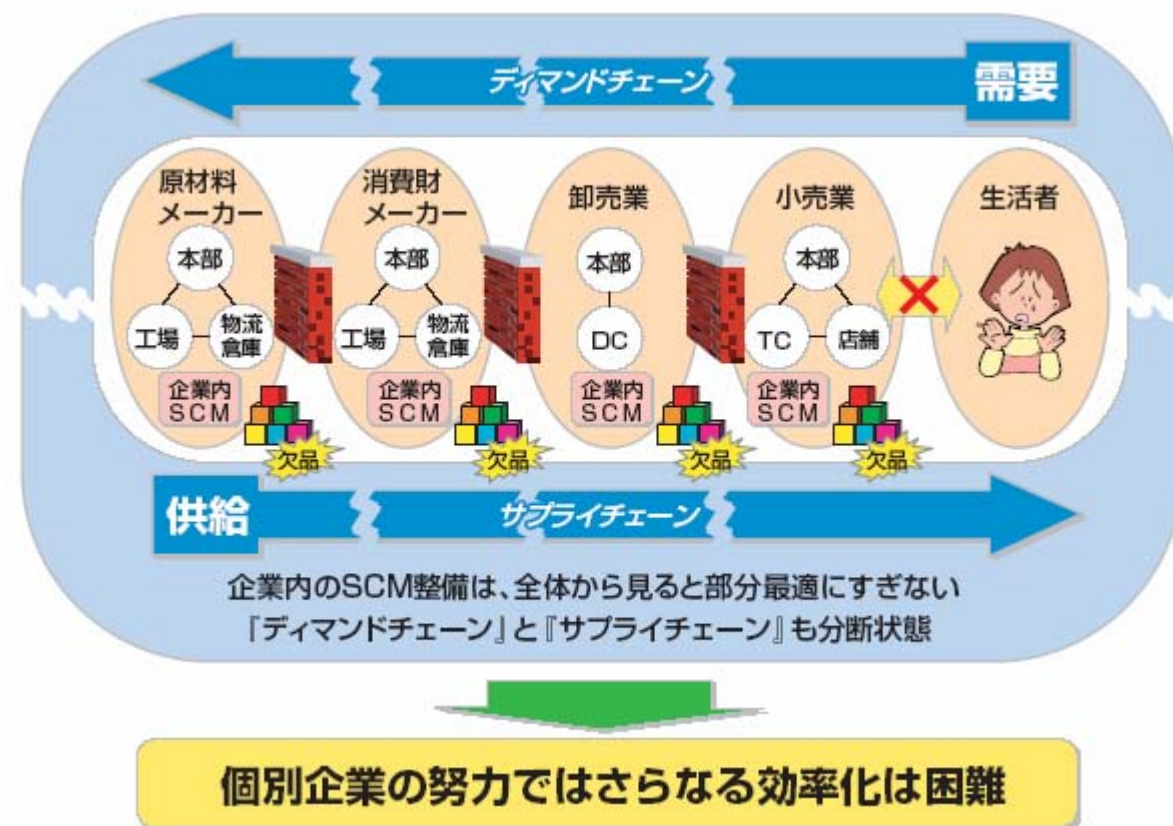 ディマンドチェーン
需要
原材料
メーカー
本部
工場
物流
倉庫
企業内
SCM
欠品
消費財
メーカー
本部
工場
物流
倉庫
企業内
SCM
欠品
卸売業
本部
DC
企業内
SCM
欠品
小売業
本部
TC
店舗
企業内
SCM
欠品
生活者
供給
サプライチェーン
企業内のSCM整備は、全体から見ると部分最適にすぎない
『ディマンドチェーン』と『サプライチェーン』も分断状態
個別企業の努力ではさらなる効率化は困難